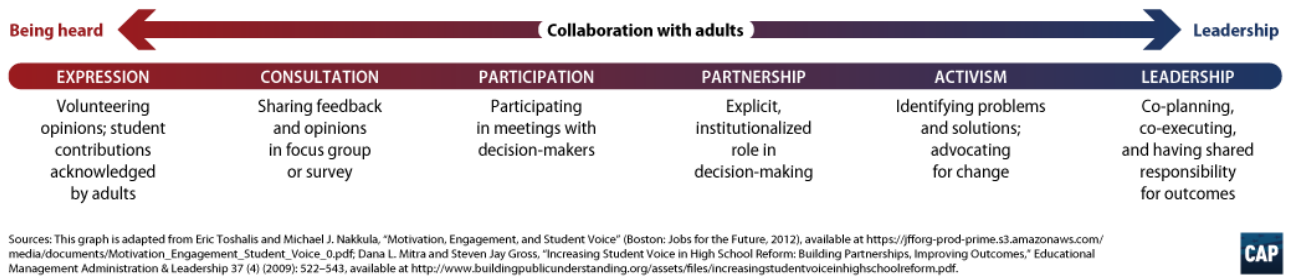 Being heard
Collaboration with adults
Leadership
EXPRESSION
Volunteering
opinions; student
contributions
acknowledged
by adults
CONSULTATION
Sharing feedback
and opinions
in focus group
or survey
PARTICIPATION
Participating
in meetings with
decision-makers
PARTNERSHIP
Explicit,
institutionalized
role in
decision-making
ACTIVISM
Identifying problems
and solutions;
advocating
for change
LEADERSHIP
Co-planning,
co-executing,
and having shared
responsibility
for outcomes
Sources: This graph is adapted from Eric Toshalis and Michael J. Nakkula, "Motivation, Engagement, and Student Voice" (Boston: Jobs for the Future, 2012), available at https://jfforg-prod-prime.s3.amazonaws.com/
media/documents/Motivation_Engagement_Student_Voice_0.pdf; Dana L. Mitra and Steven Jay Gross, "Increasing Student Voice in High School Reform: Building Partnerships, Improving Outcomes," Educational
Management Administration & Leadership 37 (4) (2009): 522–543, available at http://www.buildingpublicunderstanding.org/assets/files/increasingstudentvoiceinhighschoolreform.pdf.
CAP